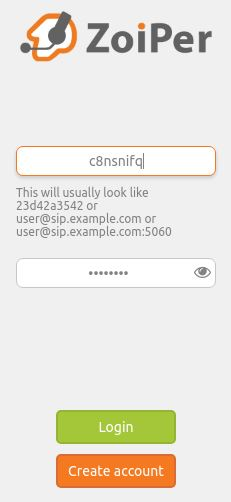 ZoiPer
c8nsnifq
This will usually look like
23d42a3542 or
user@sip.example.com or
user@sip.example.com:5060
••••••••
Login
Create account